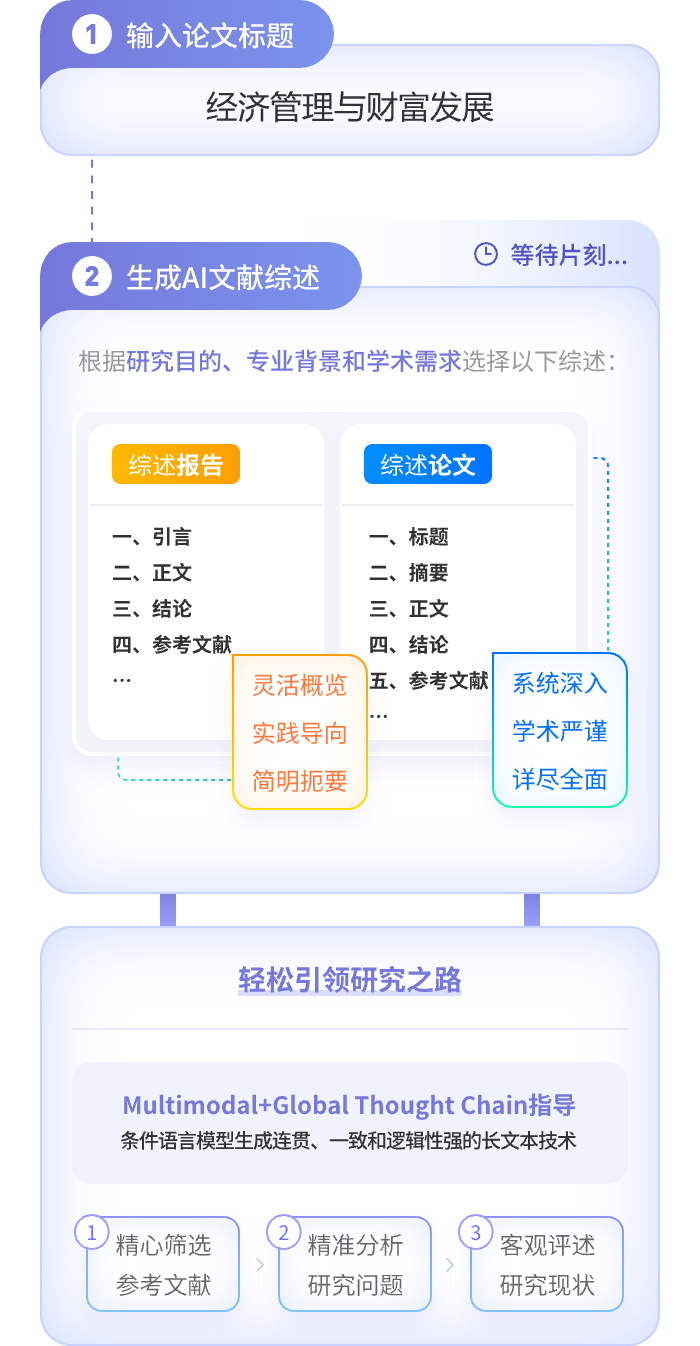 1 输入论文标题
经济管理与财富发展
等待片刻...
2 生成AI文献综述
根据研究目的、专业背景和学术需求选择以下综述：
综述报告
一、引言
二、正文
三、结论
四、参考文献
...
灵活概览
实践导向
简明扼要
综述论文
一、标题
二、摘要
三、正文
四、结论
五、参考文献
...
系统深入
学术严谨
详尽全面
轻松引领研究之路
Multimodal+Global Thought Chain指导
条件语言模型生成连贯、一致和逻辑性强的长文本技术
1
精心筛选
参考文献
2
精准分析
研究问题
3
客观评述
研究现状